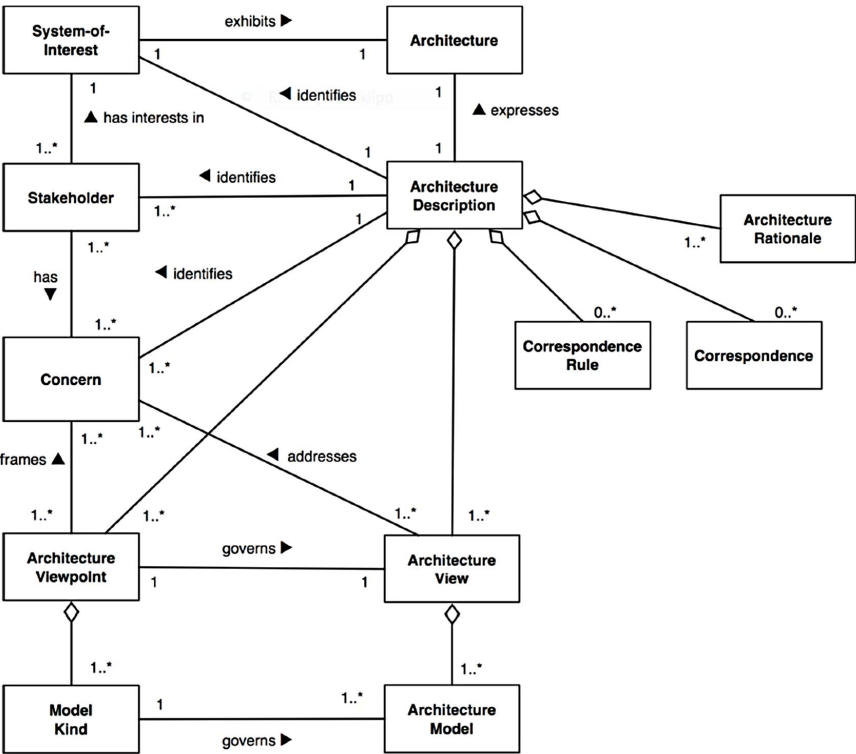 System-of-
Interest
exhibits ▶
1
1
Architecture
1
▲ has interests in
1..*
◀ identifies
1
1
▲ expresses
1
Stakeholder
◀ identifies
1..*
1
Architecture
Description
1
Architecture
Rationale
1..*
1..*
has
▼
◀ identifies
1..*
1..*
Concern
0..*
Correspondence
Rule
0..*
Correspondence
1..*
1..*
frames ▲
◀ addresses
1..*
1..*
1..*
1..*
Architecture
Viewpoint
governs ▶
1
1
Architecture
View
1..*
1..*
Model
Kind
1
1..*
governs ▶
Architecture
Model